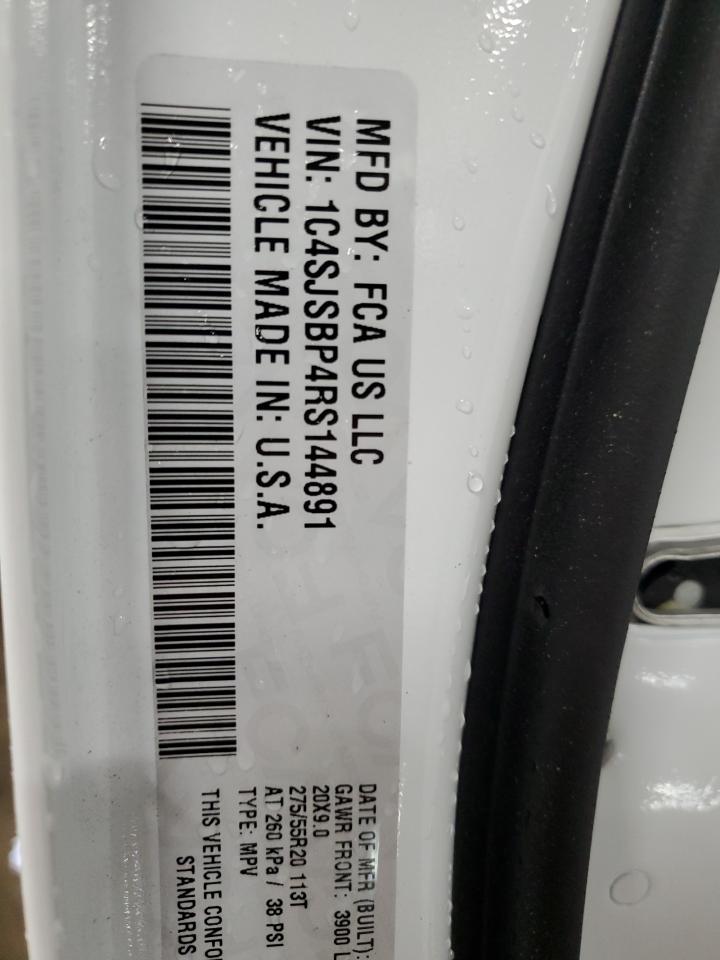 MFD BY: FCA US LLC
VIN: 1C4SJSBP4RS144891
VEHICLE MADE IN: U.S.A.
DATE OF MFR (BUILT):
GAWR FRONT: 3900 L
20X9.0
275/55R20 113T
AT 260 kPa / 38 PSI
TYPE: MPV
THIS VEHICLE CONFO
STANDARDS